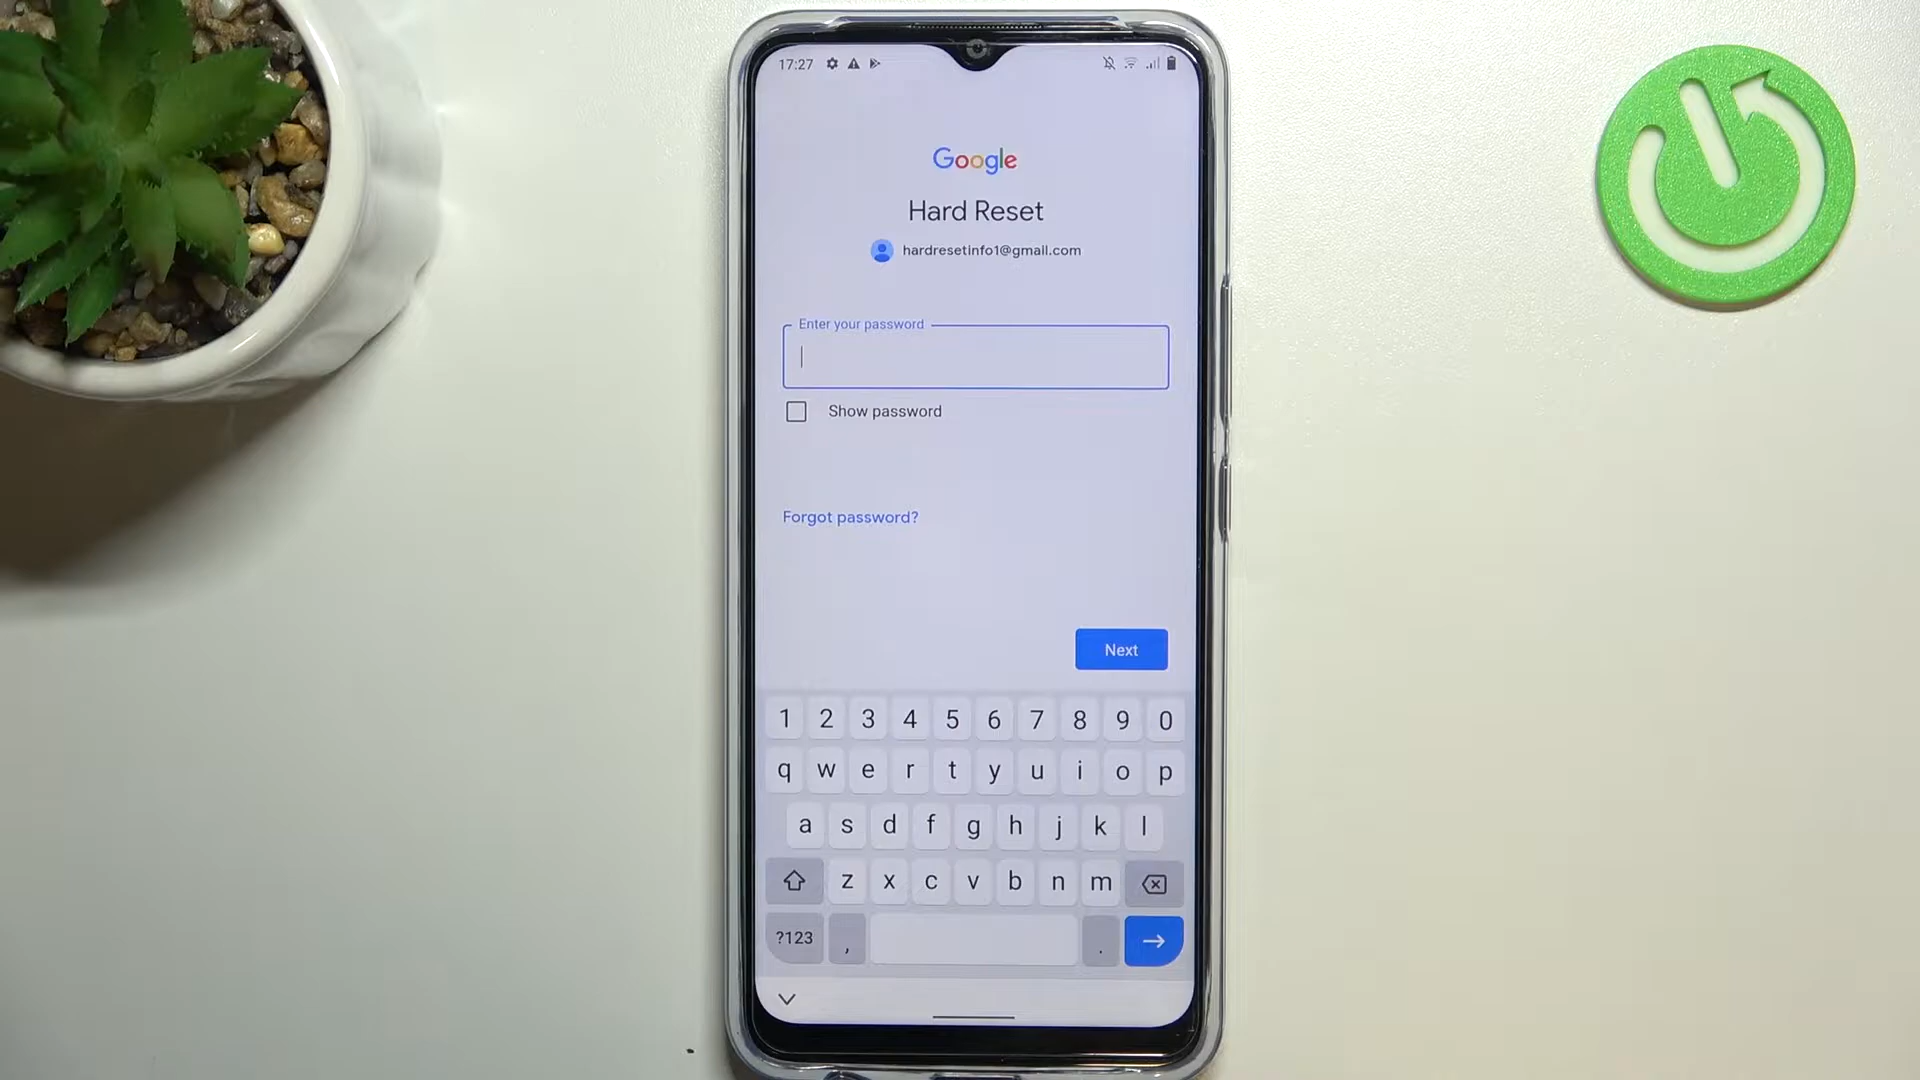 17:27
Google
Hard Reset
hardresetinfo1@gmail.com
Enter your password
Show password
Forgot password?
Next
1 2 3 4 5 6 7 8 9 0
q w e r t y u i o p
a s d f g h j k l
z x c v b n m
?123 , .